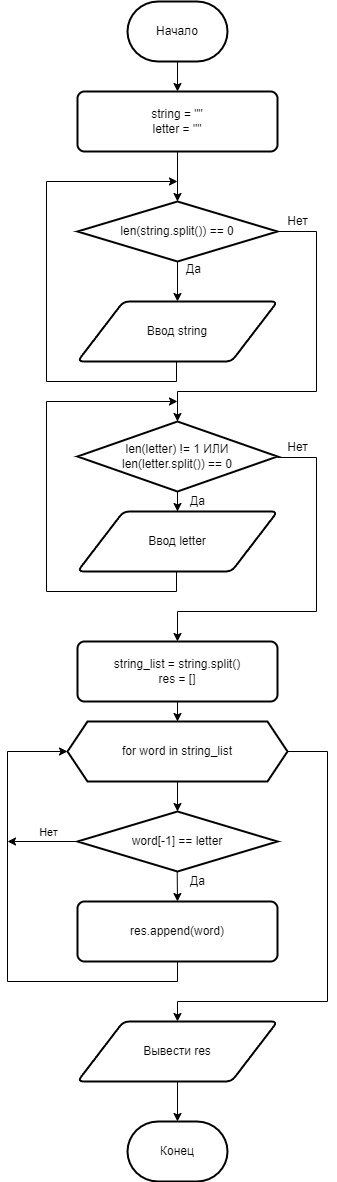 Начало
string = ""
letter = ""
len(string.split()) == 0
Нет
Да
Ввод string
len(letter) != 1 ИЛИ
len(letter.split()) == 0
Нет
Да
Ввод letter
string_list = string.split()
res = []
for word in string_list
word[-1] == letter
Нет
Да
res.append(word)
Вывести res
Конец